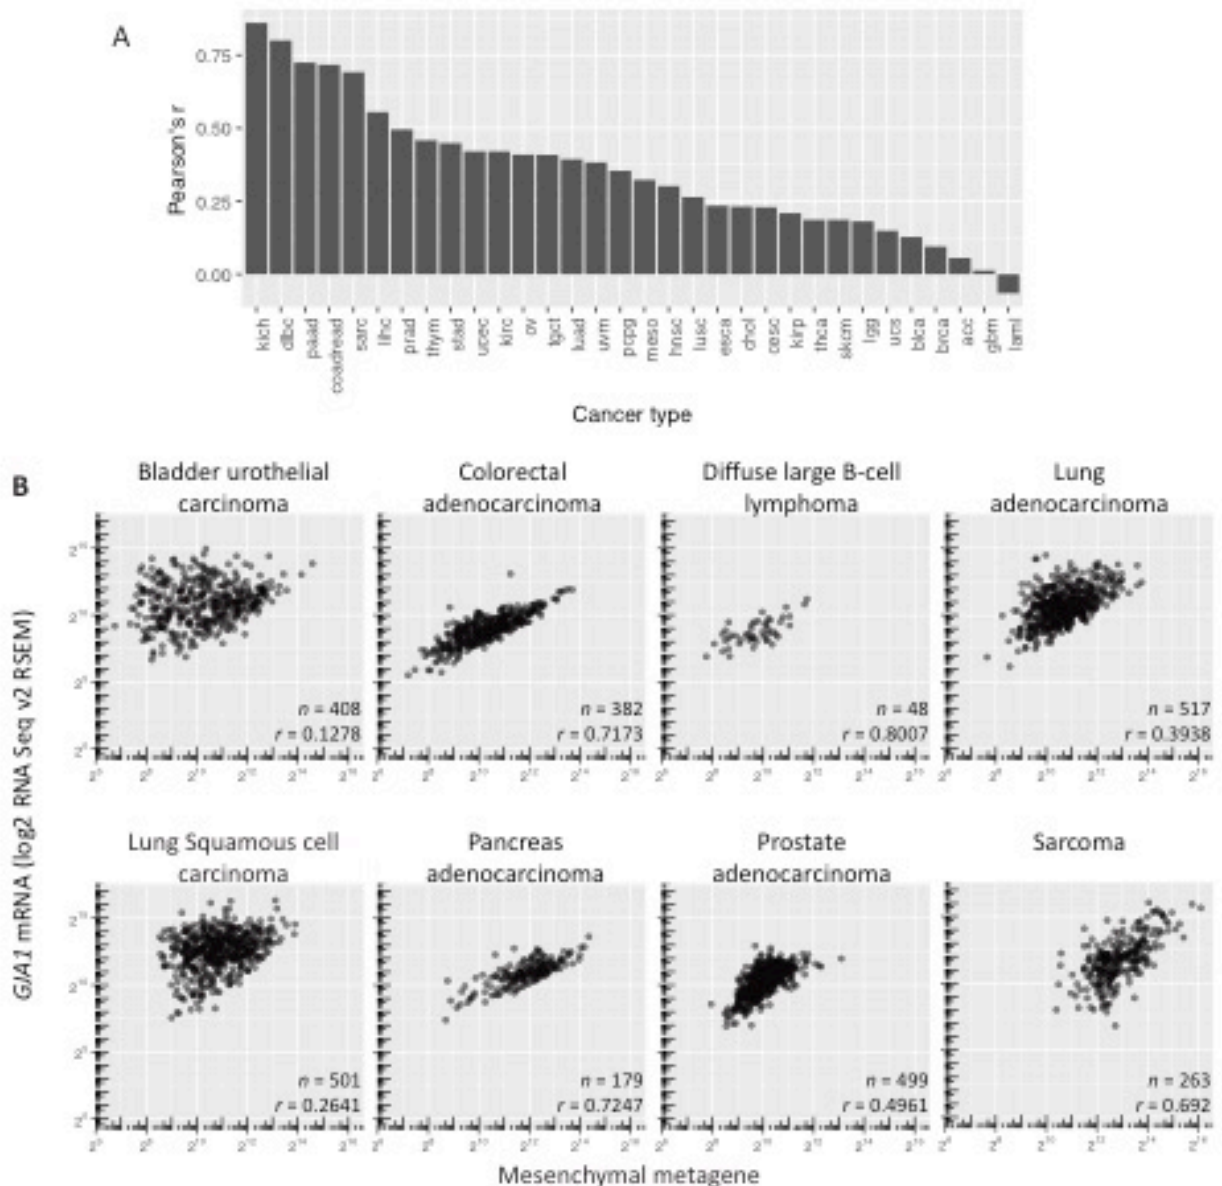 A
Pearson's r
0.75
0.50
0.25
0.00
kich dlbc paad coadread sarc lihc prad thym stad ucec kirc ov tgct luad uvm pcpg meso hnsc lusc esca chol cesc kirp thca skcm lgg ucs blca brca acc gbm laml
Cancer type
B
Bladder urothelial
carcinoma
Colorectal
adenocarcinoma
Diffuse large B-cell
lymphoma
Lung
adenocarcinoma
n = 408
r = 0.1278
n = 382
r = 0.7173
n = 48
r = 0.8007
n = 517
r = 0.3938
GJA1 mRNA (log2 RNA Seq v2 RSEM)
Lung Squamous cell
carcinoma
Pancreas
adenocarcinoma
Prostate
adenocarcinoma
Sarcoma
n = 501
r = 0.2641
n = 179
r = 0.7247
n = 499
r = 0.4961
n = 263
r = 0.692
Mesenchymal metagene